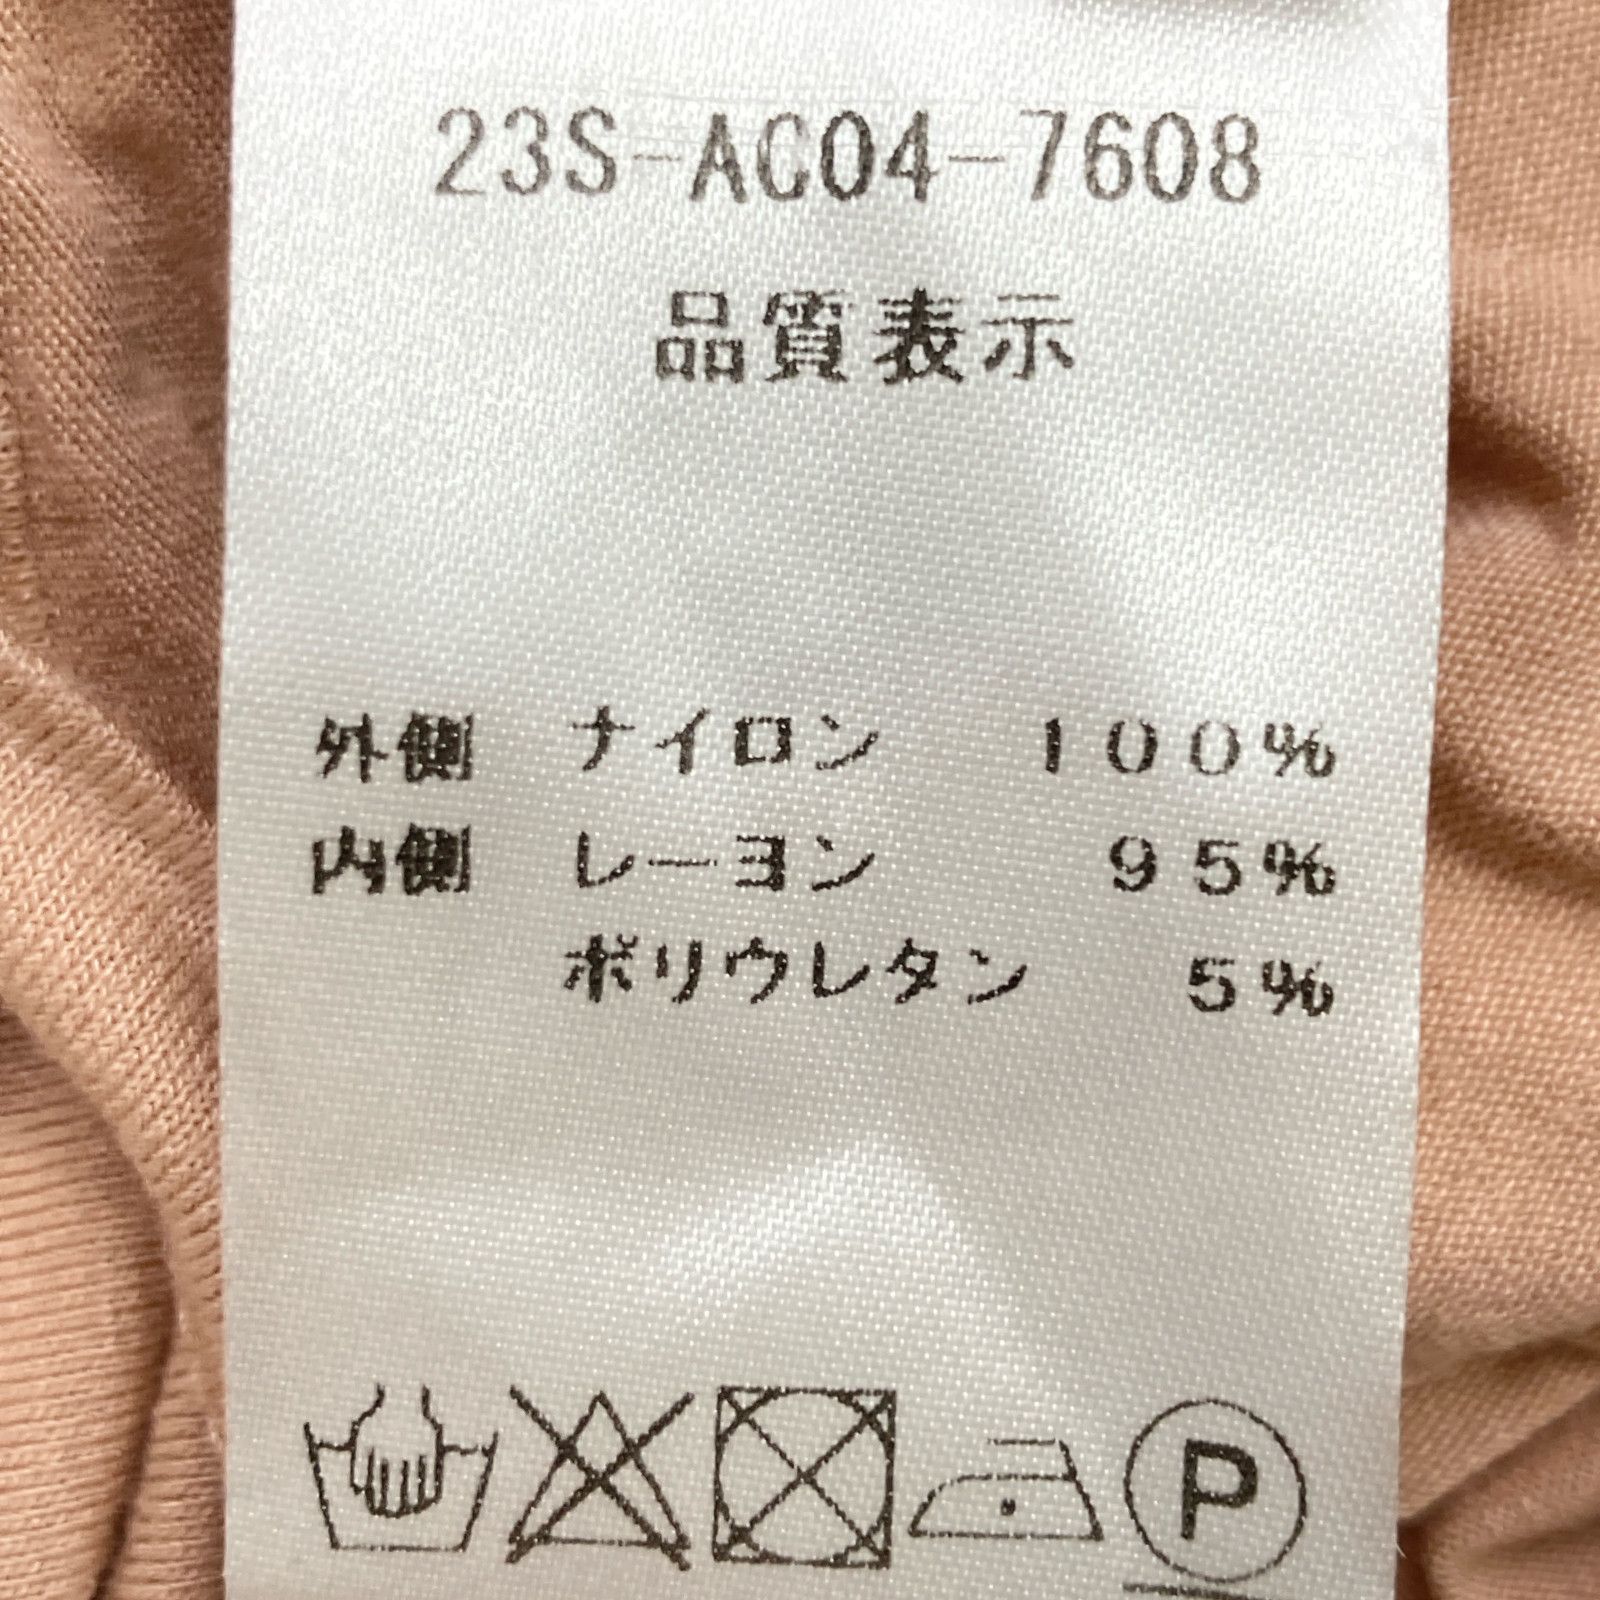 23S-AC04-7608
品質表示
外側 ナイロン 100%
内側 レーヨン 95%
ポリウレタン 5%
P